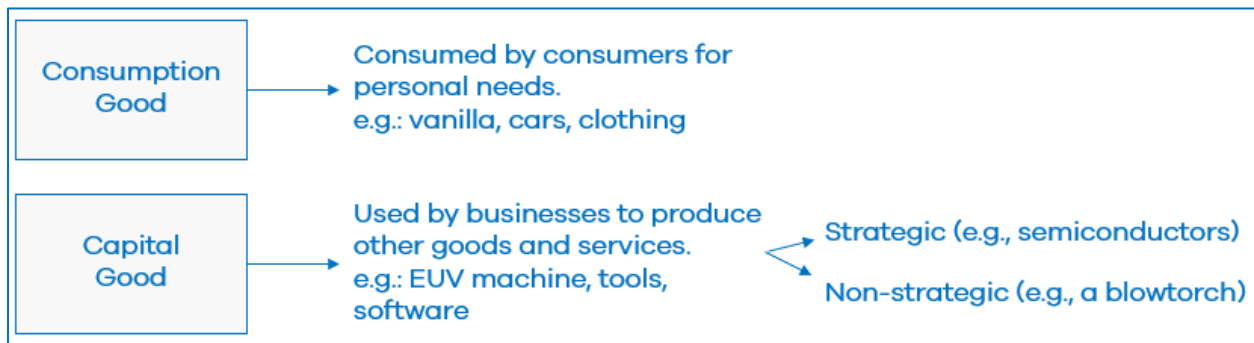 Consumption
Good
Consumed by consumers for
personal needs.
e.g.: vanilla, cars, clothing
Capital
Good
Used by businesses to produce
other goods and services.
e.g.: EUV machine, tools,
software
Strategic (e.g., semiconductors)
Non-strategic (e.g., a blowtorch)